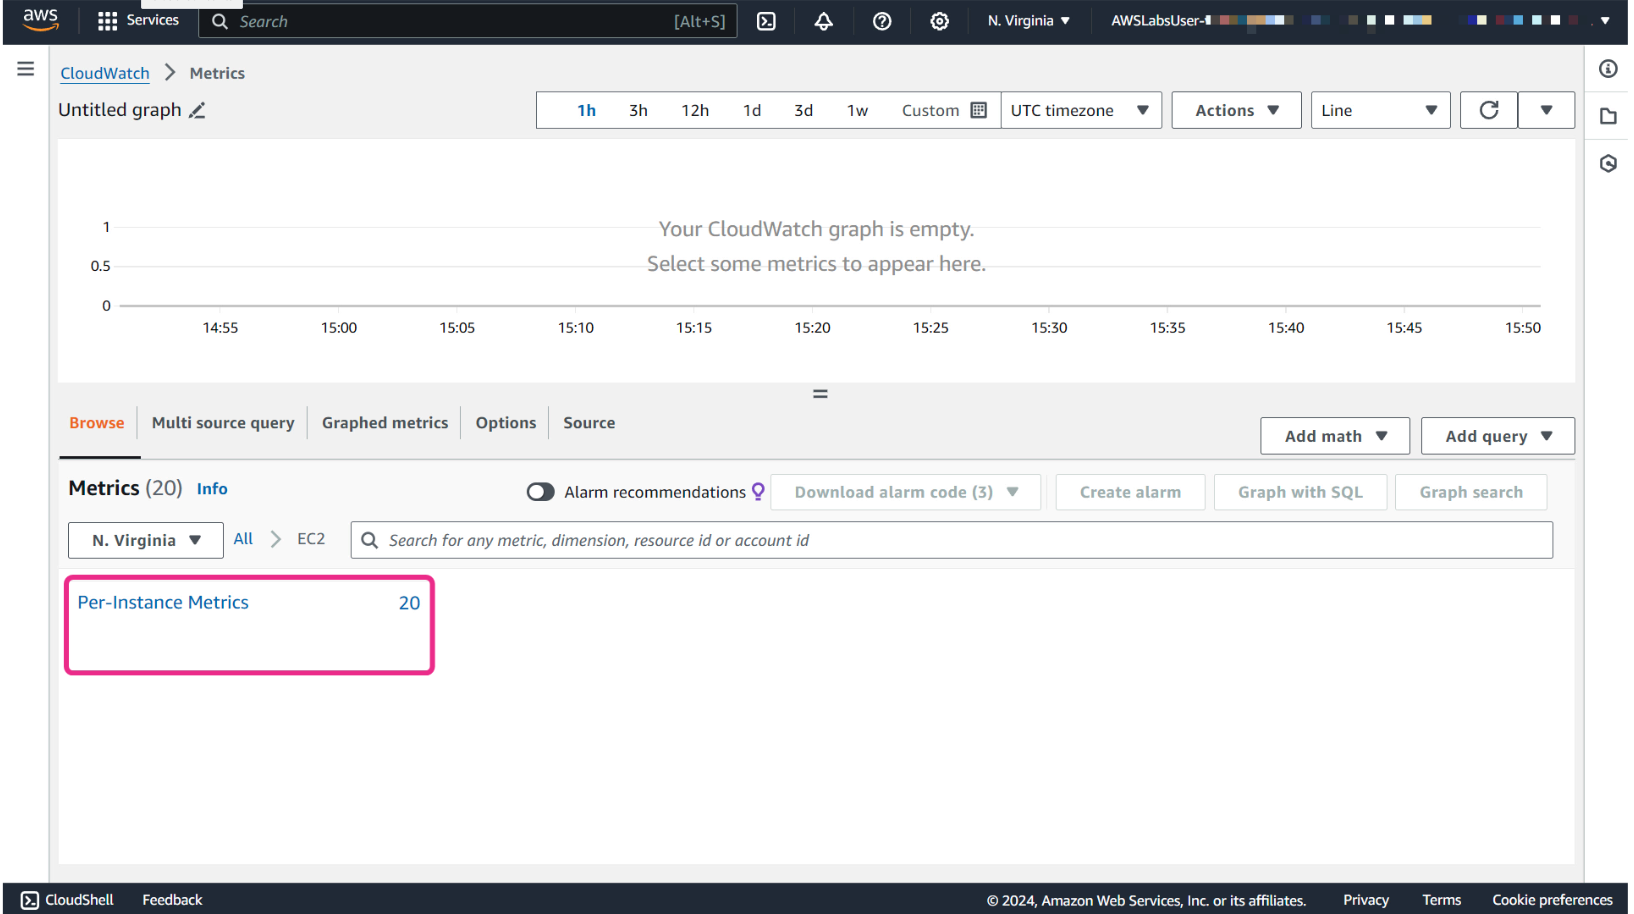 aws Services Search [Alt+S] N. Virginia AWSLabsUser-
CloudWatch Metrics
Untitled graph 1h 3h 12h 1d 3d 1w Custom UTC timezone Actions Line
1
Your CloudWatch graph is empty.
0.5
Select some metrics to appear here.
0
14:55 15:00 15:05 15:10 15:15 15:20 15:25 15:30 15:35 15:40 15:45 15:50
Browse Multi source query Graphed metrics Options Source
Add math Add query
Metrics (20) Info Alarm recommendations Download alarm code (3) Create alarm Graph with SQL Graph search
N. Virginia All EC2 Search for any metric, dimension, resource id or account id
Per-Instance Metrics 20
CloudShell Feedback © 2024, Amazon Web Services, Inc. or its affiliates. Privacy Terms Cookie preferences